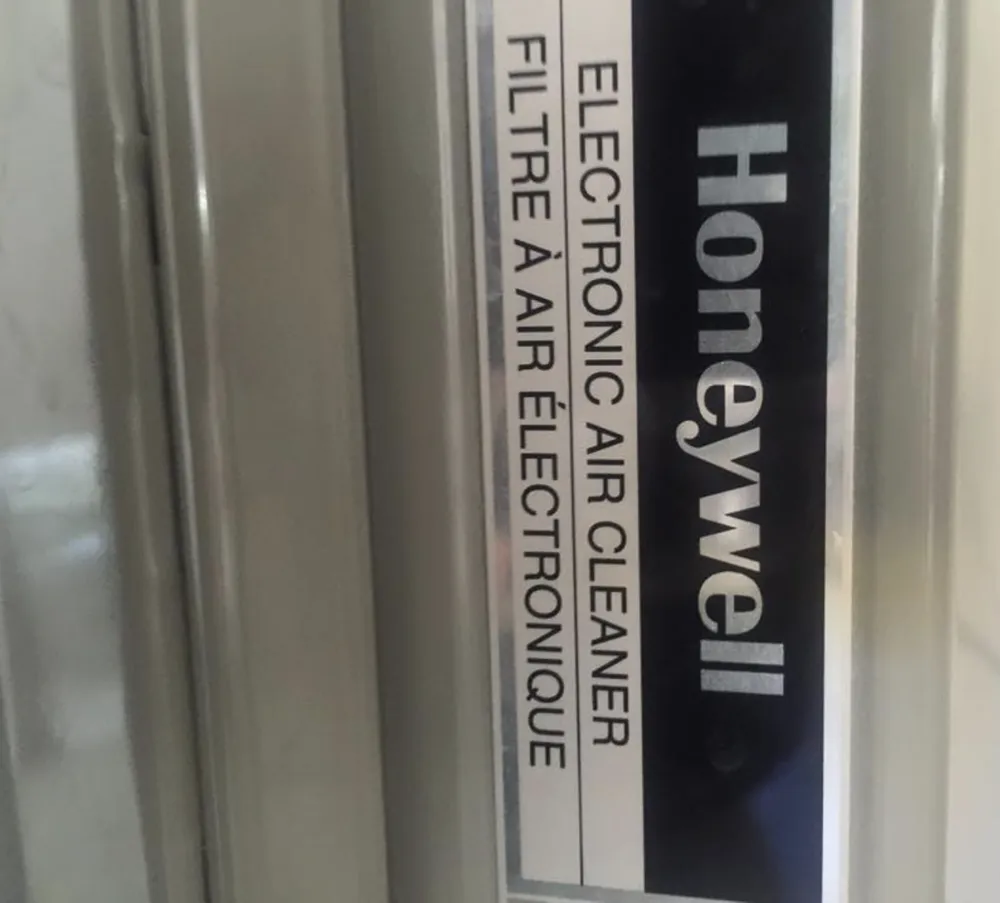 Honeywell
ELECTRONIC AIR CLEANER
FILTRE À AIR ÉLECTRONIQUE